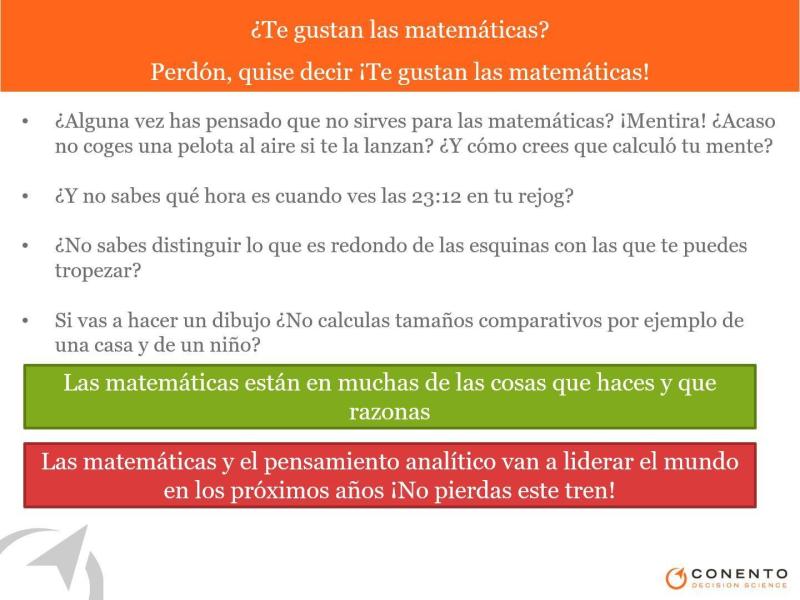 ¿Te gustan las matemáticas?
Perdón, quise decir ¡Te gustan las matemáticas!
• ¿Alguna vez has pensado que no sirves para las matemáticas? ¡Mentira! ¿Acaso
no coges una pelota al aire si te la lanzan? ¿Y cómo crees que calculó tu mente?
• ¿Y no sabes qué hora es cuando ves las 23:12 en tu rejog?
• ¿No sabes distinguir lo que es redondo de las esquinas con las que te puedes
tropezar?
• Si vas a hacer un dibujo ¿No calculas tamaños comparativos por ejemplo de
una casa y de un niño?
Las matemáticas están en muchas de las cosas que haces y que
razonas
Las matemáticas y el pensamiento analítico van a liderar el mundo
en los próximos años ¡No pierdas este tren!
CONENTO
DECISION SCIENCE